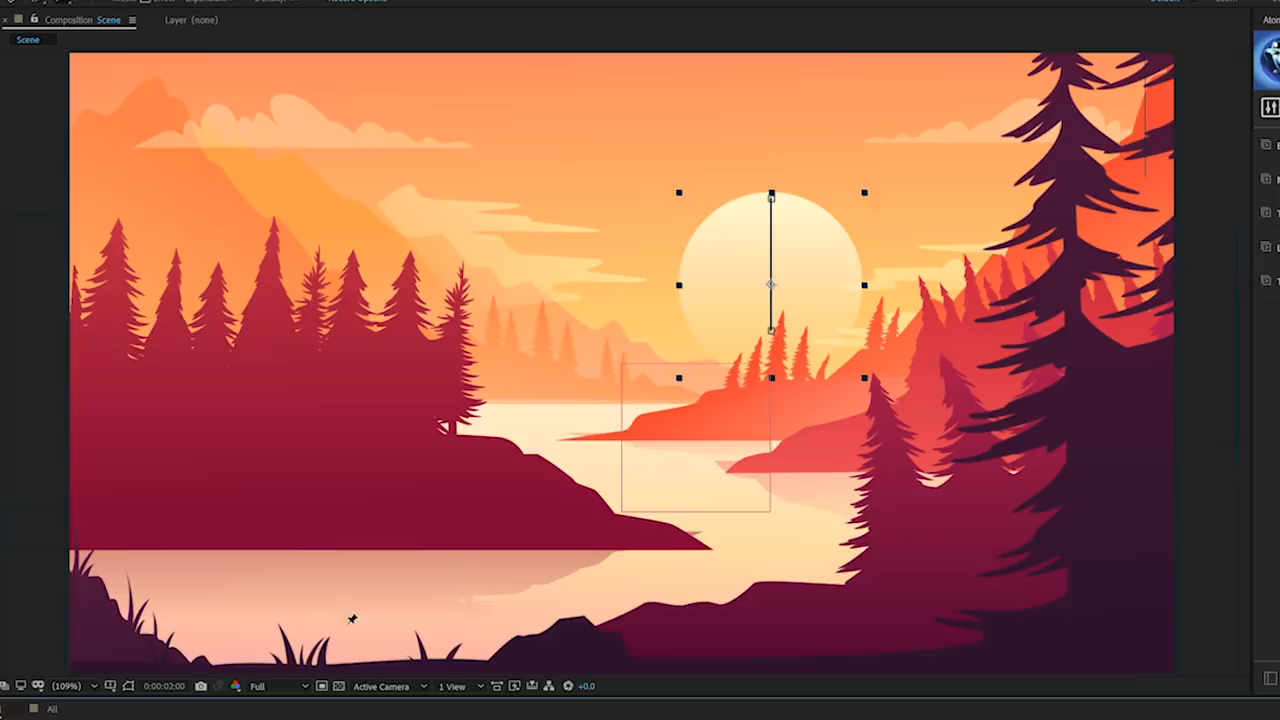 Composition Scene
Layer (none)
Scene
(109%)
0:00:02:00
Full
Active Camera
1 View
+0.0
All